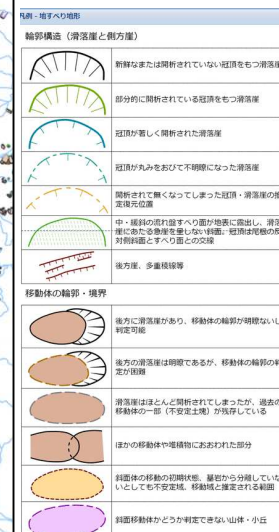 凡例 - 地すべり地形
輪郭構造（滑落崖と側方崖）
新鮮なまたは開析されていない冠頂をもつ滑落崖
部分的に開析されている冠頂をもつ滑落崖
冠頂が著しく開析された滑落崖
冠頂が丸みをおびて不明瞭になった滑落崖
開析されて無くなってしまった冠頂・滑落崖の推
定復元位置
中・緩斜の流れ盤すべり面が地表に露出し、滑落
崖にあたる急崖を呈しない斜面。冠頂は尾根の反
対側斜面とすべり面との交線
後方崖、多重稜線等
移動体の輪郭・境界
後方に滑落崖があり、移動体の輪郭が明瞭ないし
判定可能
後方の滑落崖は明瞭であるが、移動体の輪郭の判
定が困難
滑落崖はほとんど開析されてしまったが、過去の
移動体の一部（不安定土塊）が残存している
ほかの移動体や堆積物におおわれた部分
斜面体の移動の初期状態、基岩から分離していな
いとしても不安定域、移動域と推定される範囲
斜面移動体かどうか判定できない山体・小丘